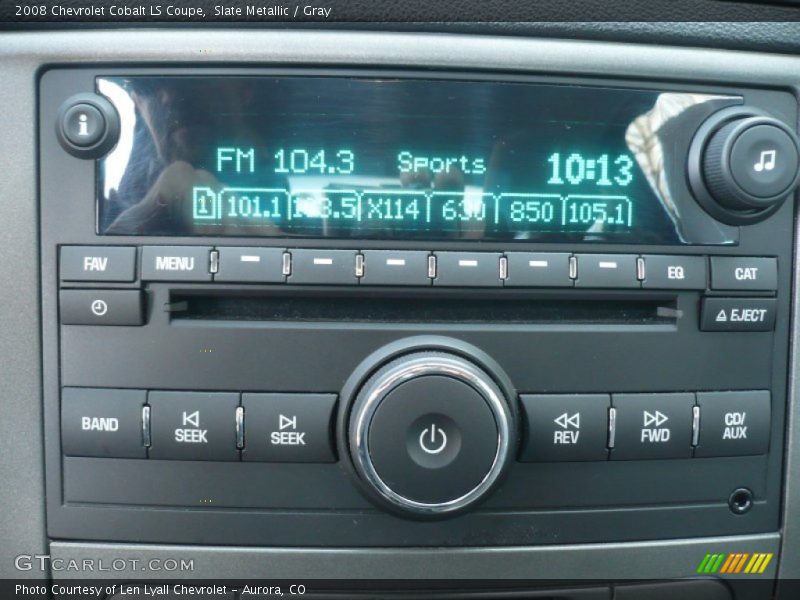 2008 Chevrolet Cobalt LS Coupe, Slate Metallic / Gray
i
FM 104.3 Sports 10:13
1 101.1 X114 630 850 105.1
FAV MENU EQ CAT
EJECT
BAND SEEK SEEK REV FWD CD/
AUX
GTCARLOT.COM
Photo Courtesy of Len Lyall Chevrolet – Aurora, CO